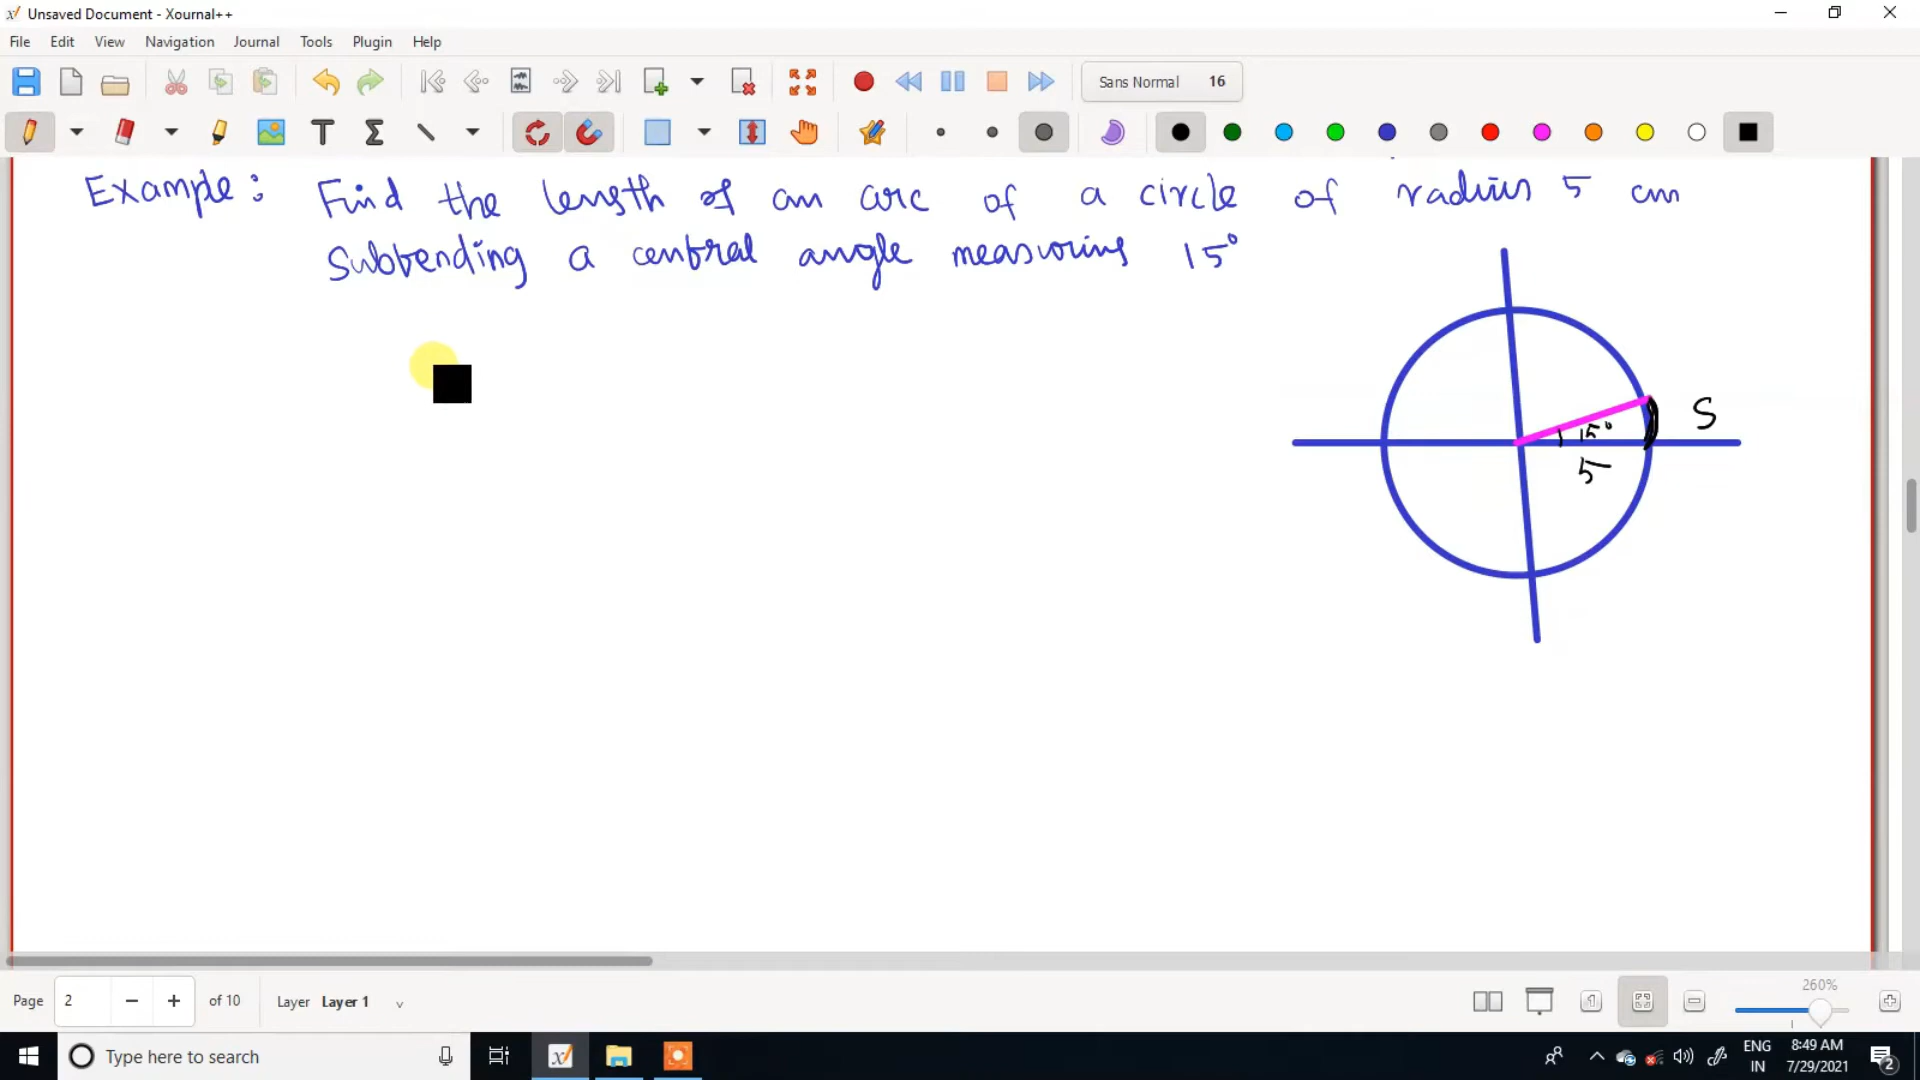 Unsaved Document - Xournal++
File Edit View Navigation Journal Tools Plugin Help
Sans Normal 16
Example: Find the length of an arc of a circle of radius 5 cm
Subtending a central angle measuring 15°
S
15°
5
Page 2 of 10 Layer Layer 1
260%
Type here to search
ENG
IN
8:49 AM
7/29/2021
2